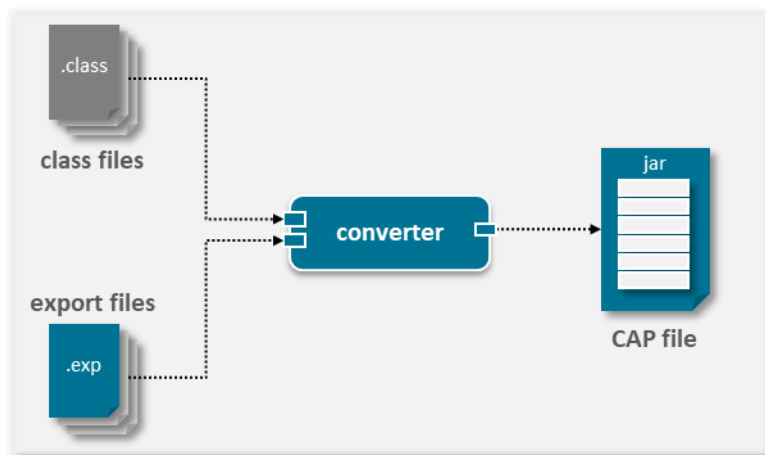 .class
class files
converter
export files
.exp
jar
CAP file